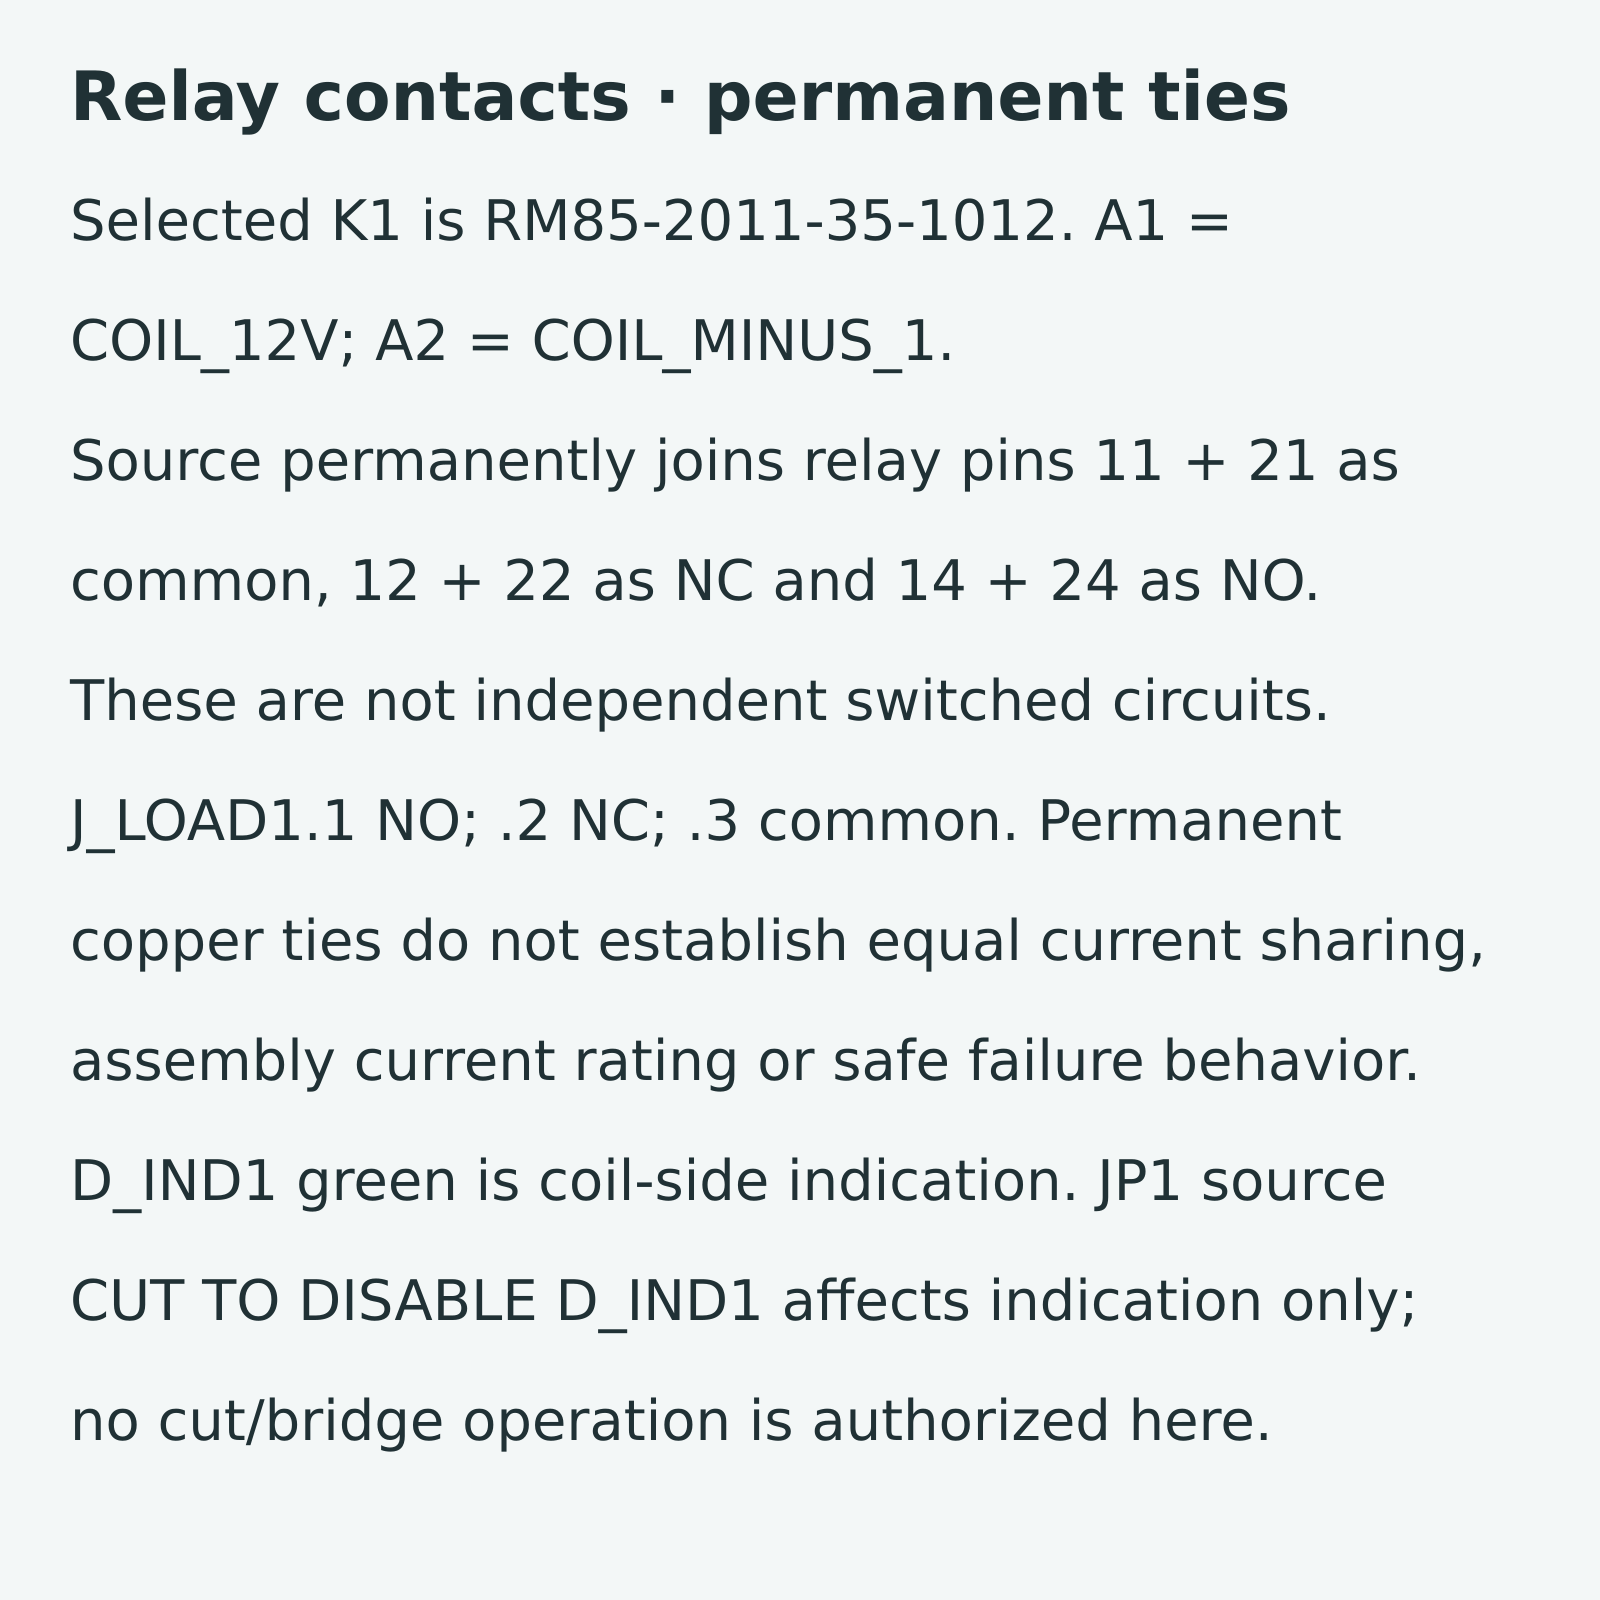 Relay contacts · permanent ties
Selected K1 is RM85-2011-35-1012. A1 =
COIL_12V; A2 = COIL_MINUS_1.
Source permanently joins relay pins 11 + 21 as
common, 12 + 22 as NC and 14 + 24 as NO.
These are not independent switched circuits.
J_LOAD1.1 NO; .2 NC; .3 common. Permanent
copper ties do not establish equal current sharing,
assembly current rating or safe failure behavior.
D_IND1 green is coil-side indication. JP1 source
CUT TO DISABLE D_IND1 affects indication only;
no cut/bridge operation is authorized here.